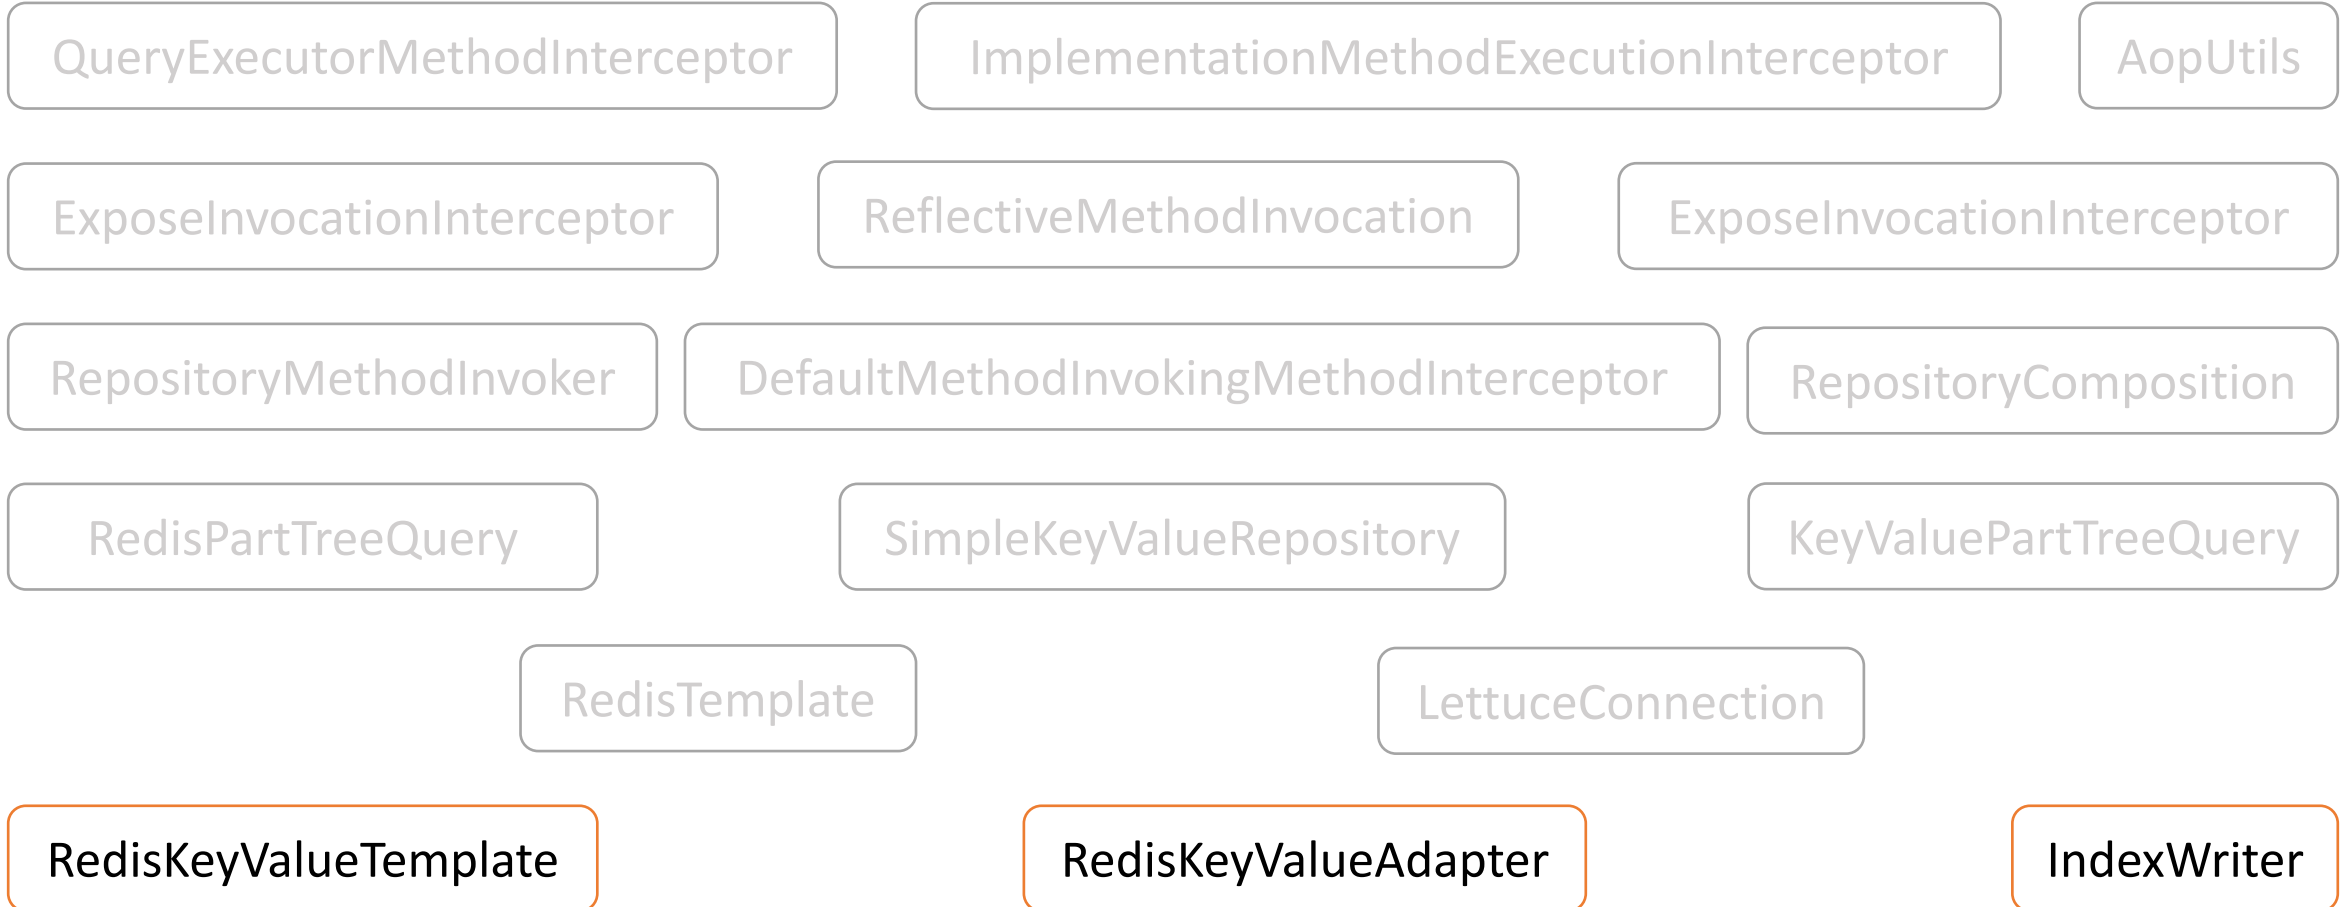 QueryExecutorMethodInterceptor ImplementationMethodExecutionInterceptor AopUtils
ExposeInvocationInterceptor ReflectiveMethodInvocation ExposeInvocationInterceptor
RepositoryMethodInvoker DefaultMethodInvokingMethodInterceptor RepositoryComposition
RedisPartTreeQuery SimpleKeyValueRepository KeyValuePartTreeQuery
RedisTemplate LettuceConnection
RedisKeyValueTemplate RedisKeyValueAdapter IndexWriter